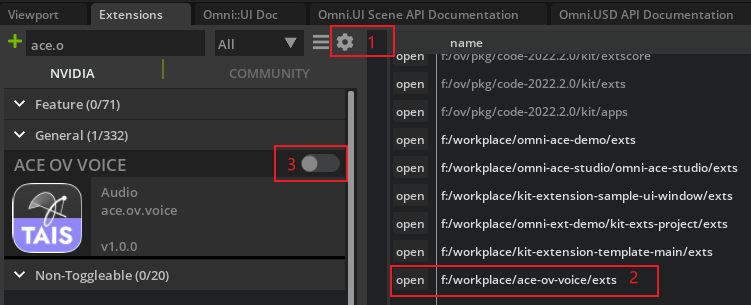 Viewport Extensions Omni::UI Doc Omni.UI Scene API Documentation Omni.USD API Documentation
ace.o All 1 name
NVIDIA COMMUNITY
open f:/ov/pkg/code-2022.2.0/kit/extscore
open f:/ov/pkg/code-2022.2.0/kit/exts
Feature (0/71)
open f:/ov/pkg/code-2022.2.0/kit/apps
General (1/332)
open f:/workplace/omni-ace-demo/exts
ACE OV VOICE 3
open f:/workplace/omni-ace-studio/omni-ace-studio/exts
Audio
open f:/workplace/kit-extension-sample-ui-window/exts
ace.ov.voice
TAIS
open f:/workplace/omni-ext-demo/kit-exts-project/exts
v1.0.0
open f:/workplace/kit-extension-template-main/exts
Non-Toggleable (0/20)
open f:/workplace/ace-ov-voice/exts 2